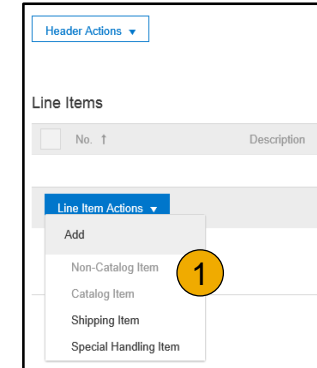 Header Actions ▼
Line Items
No. ↑ Description
Line Item Actions ▼
Add
Non-Catalog Item
1
Catalog Item
Shipping Item
Special Handling Item